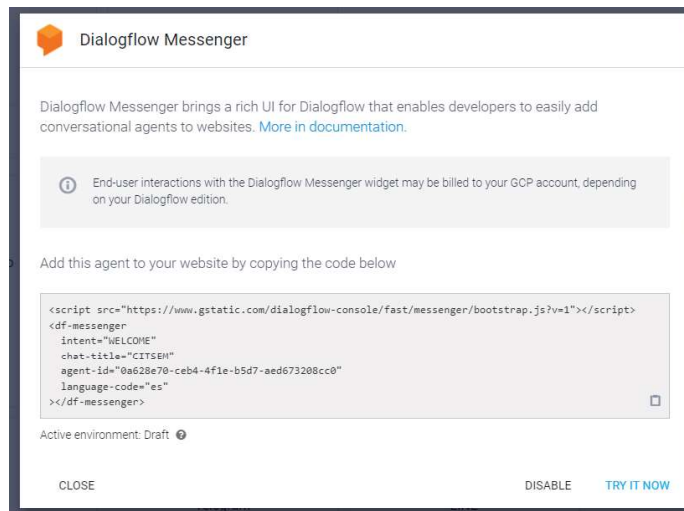 Dialogflow Messenger
Dialogflow Messenger brings a rich UI for Dialogflow that enables developers to easily add
conversational agents to websites. More in documentation.
End-user interactions with the Dialogflow Messenger widget may be billed to your GCP account, depending
on your Dialogflow edition.
Add this agent to your website by copying the code below
<script src="https://www.gstatic.com/dialogflow-console/fast/messenger/bootstrap.js?v=1"></script>
<df-messenger
intent="WELCOME"
chat-title="CITSEM"
agent-id="0a628e70-ceb4-4f1e-b5d7-aed673208cc0"
language-code="es"
></df-messenger>
Active environment: Draft
CLOSE
DISABLE
TRY IT NOW